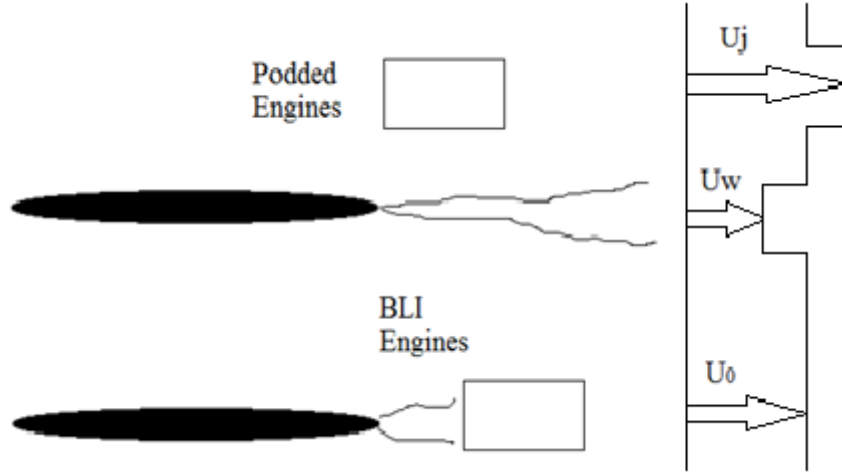 Uj
Podded
Engines
Uw
BLI
Engines
U0